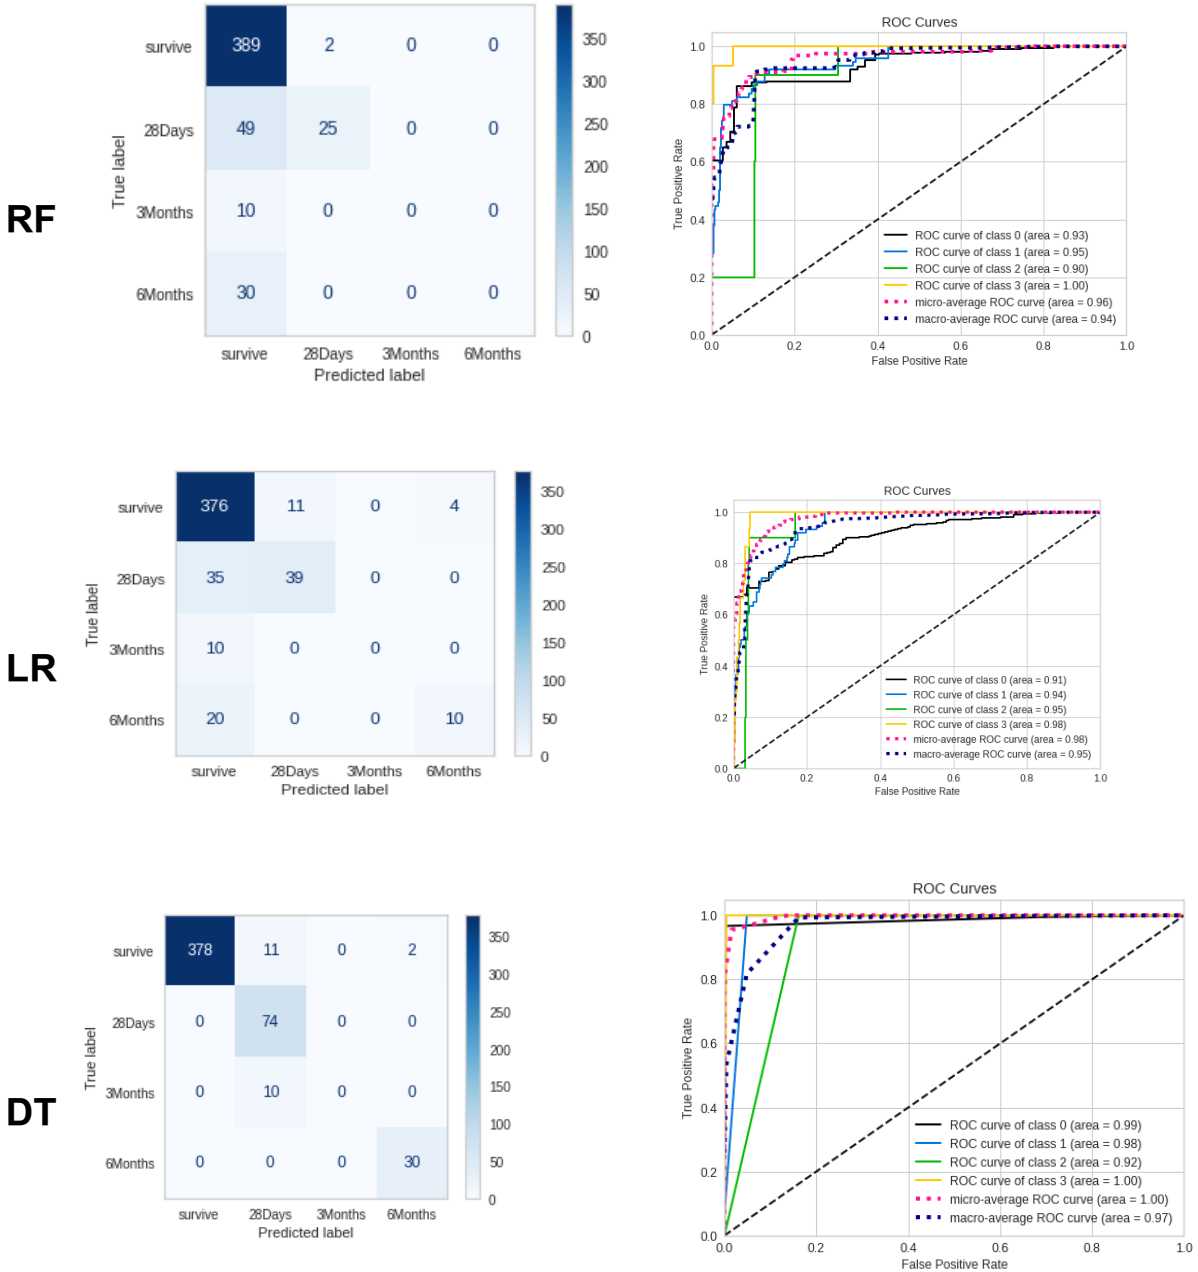 RF
survive 389 2 0 0
28Days 49 25 0 0
3Months 10 0 0 0
6Months 30 0 0 0
True label
survive 28Days 3Months 6Months
Predicted label
350
300
250
200
150
100
50
0
ROC Curves
1.0
0.8
0.6
0.4
0.2
0.0
True Positive Rate
ROC curve of class 0 (area = 0.93)
ROC curve of class 1 (area = 0.95)
ROC curve of class 2 (area = 0.90)
ROC curve of class 3 (area = 1.00)
micro-average ROC curve (area = 0.96)
macro-average ROC curve (area = 0.94)
0.0 0.2 0.4 0.6 0.8 1.0
False Positive Rate
LR
survive 376 11 0 4
28Days 35 39 0 0
3Months 10 0 0 0
6Months 20 0 0 10
True label
survive 28Days 3Months 6Months
Predicted label
350
300
250
200
150
100
50
0
ROC Curves
1.0
0.8
0.6
0.4
0.2
0.0
True Positive Rate
ROC curve of class 0 (area = 0.91)
ROC curve of class 1 (area = 0.94)
ROC curve of class 2 (area = 0.95)
ROC curve of class 3 (area = 0.98)
micro-average ROC curve (area = 0.98)
macro-average ROC curve (area = 0.95)
0.0 0.2 0.4 0.6 0.8 1.0
False Positive Rate
DT
survive 378 11 0 2
28Days 0 74 0 0
3Months 0 10 0 0
6Months 0 0 0 30
True label
survive 28Days 3Months 6Months
Predicted label
350
300
250
200
150
100
50
0
ROC Curves
1.0
0.8
0.6
0.4
0.2
0.0
True Positive Rate
ROC curve of class 0 (area = 0.99)
ROC curve of class 1 (area = 0.98)
ROC curve of class 2 (area = 0.92)
ROC curve of class 3 (area = 1.00)
micro-average ROC curve (area = 1.00)
macro-average ROC curve (area = 0.97)
0.0 0.2 0.4 0.6 0.8 1.0
False Positive Rate